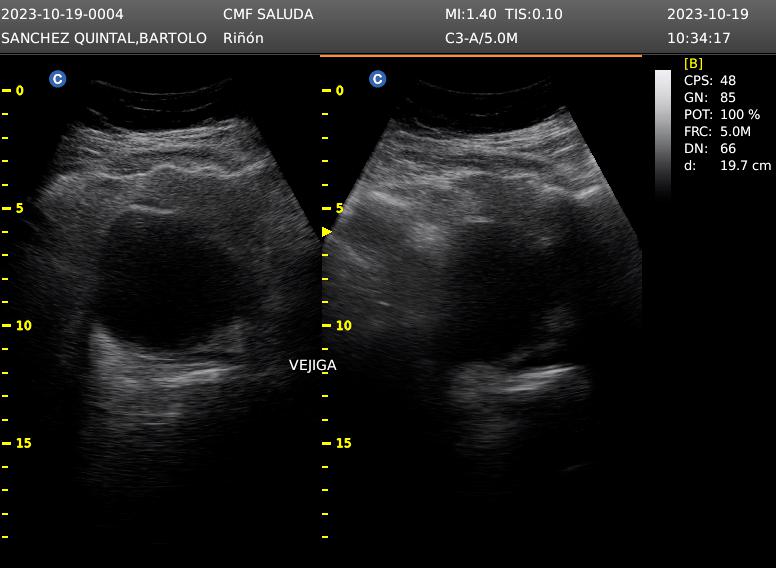 2023-10-19-0004 CMF SALUDA MI:1.40 TIS:0.10 2023-10-19
SANCHEZ QUINTAL,BARTOLO Riñón C3-A/5.0M 10:34:17
[B]
CPS: 48
GN: 85
POT: 100 %
FRC: 5.0M
DN: 66
d: 19.7 cm
C C
0 0
5 5
10 10
VEJIGA
15 15